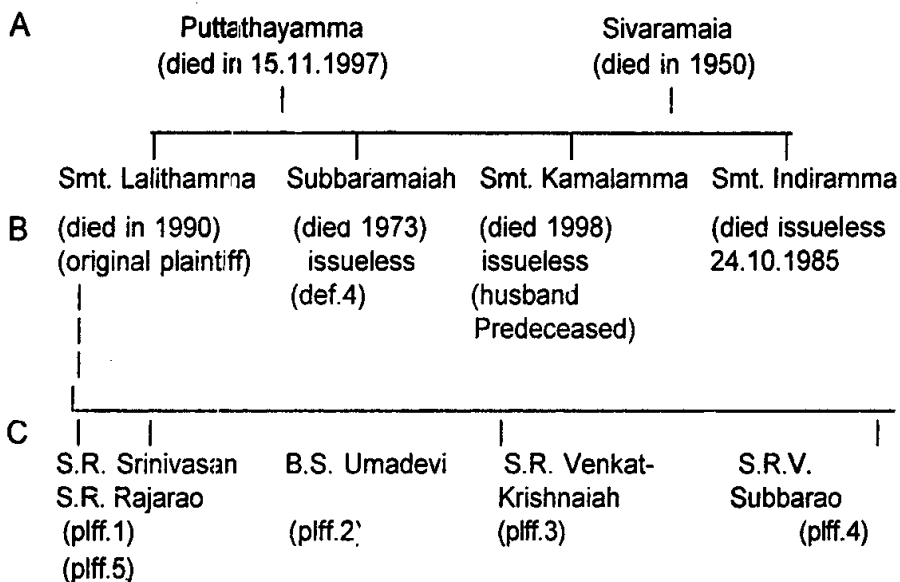 A Puttathayamma Sivaramaia
(died in 15.11.1997) (died in 1950)
Smt. Lalithamma Subbaramaiah Smt. Kamalamma Smt. Indiramma
B (died in 1990) (died 1973) (died 1998) (died issueless
(original plaintiff) issueless issueless 24.10.1985
(def.4) (husband
Predeceased)
C
S.R. Srinivasan B.S. Umadevi S.R. Venkat- S.R.V.
S.R. Rajarao Krishnaiah Subbarao
(plff.1) (plff.2) (plff.3) (plff.4)
(plff.5)